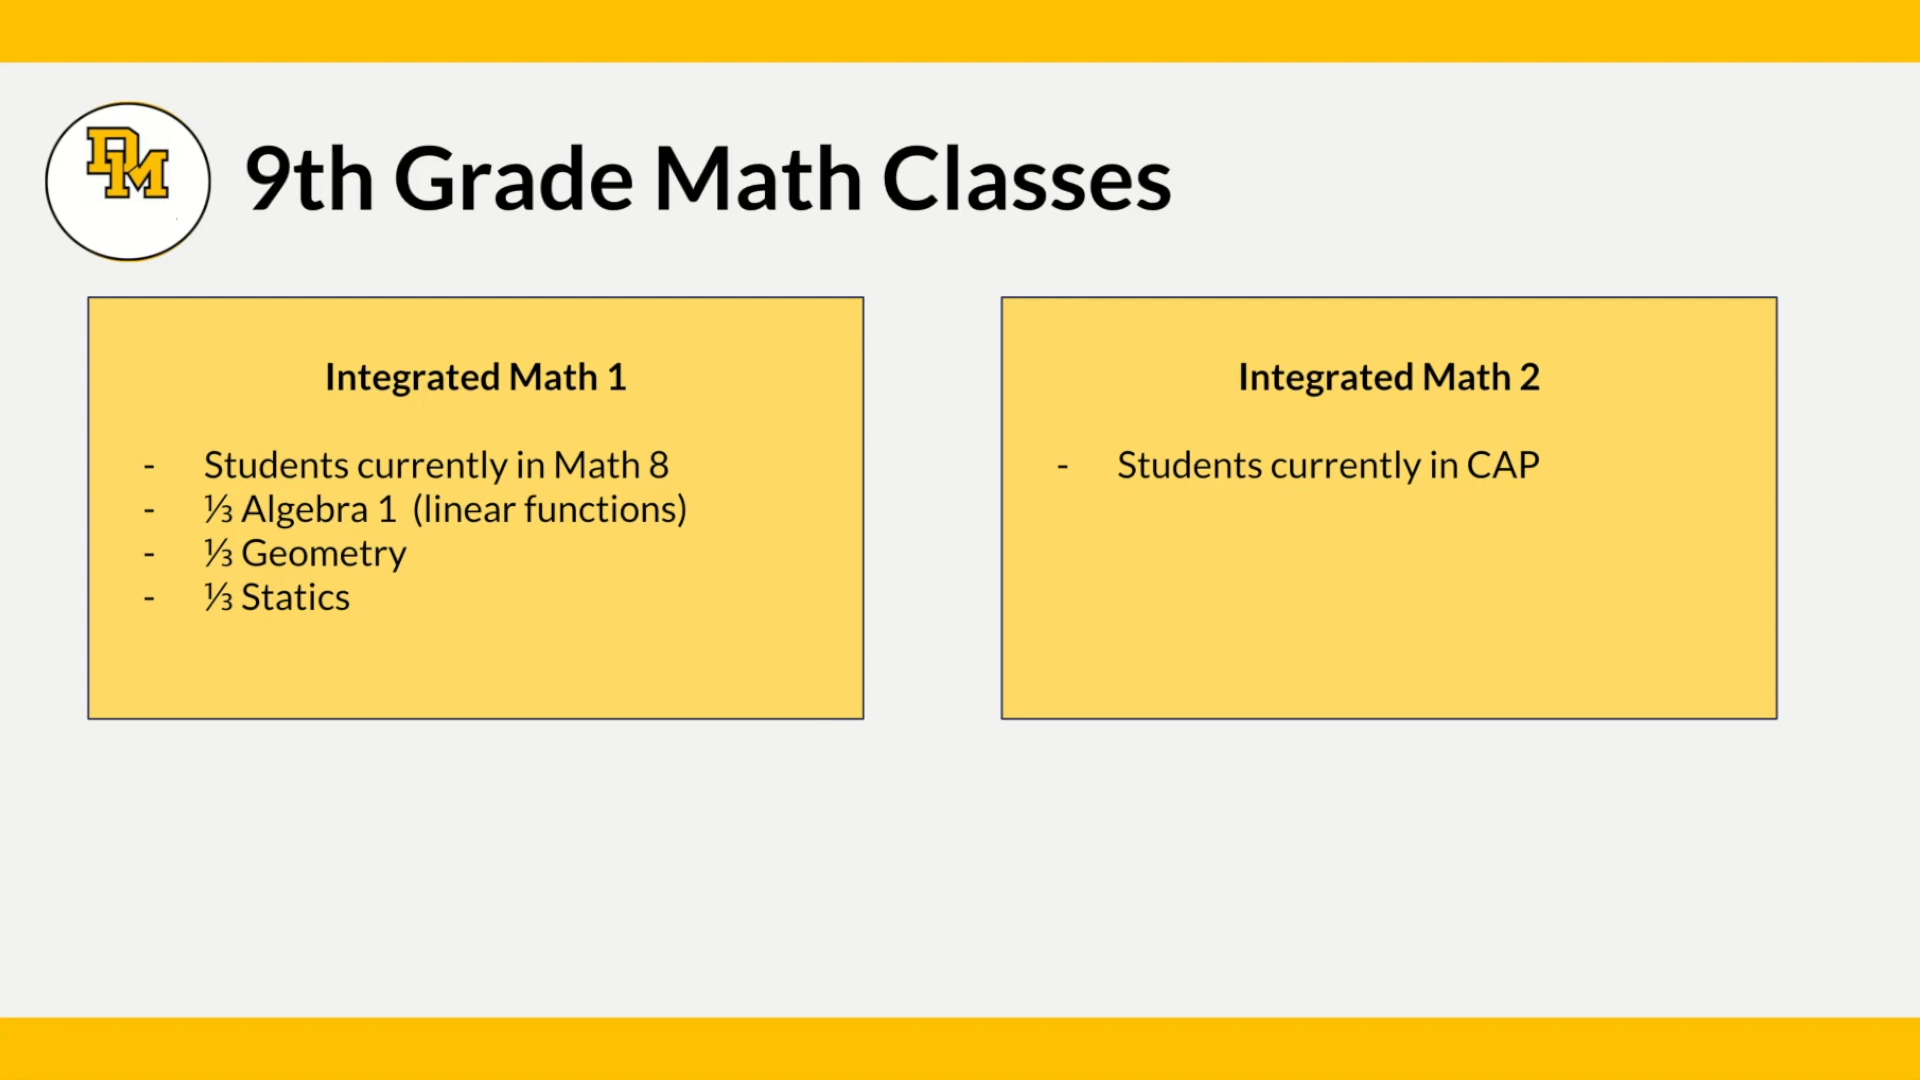 DM
9th Grade Math Classes
Integrated Math 1
- Students currently in Math 8
- ⅓ Algebra 1 (linear functions)
- ⅓ Geometry
- ⅓ Statics
Integrated Math 2
- Students currently in CAP